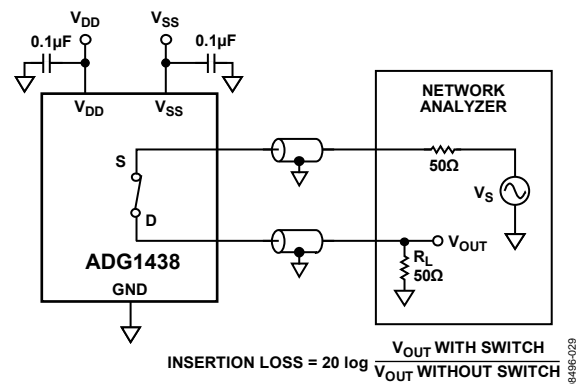 VDD
VSS
0.1µF
0.1µF
VDD
VSS
NETWORK
ANALYZER
S
50Ω
VS
D
VOUT
RL
50Ω
ADG1438
GND
INSERTION LOSS = 20 log
VOUT WITH SWITCH
VOUT WITHOUT SWITCH
8496-029